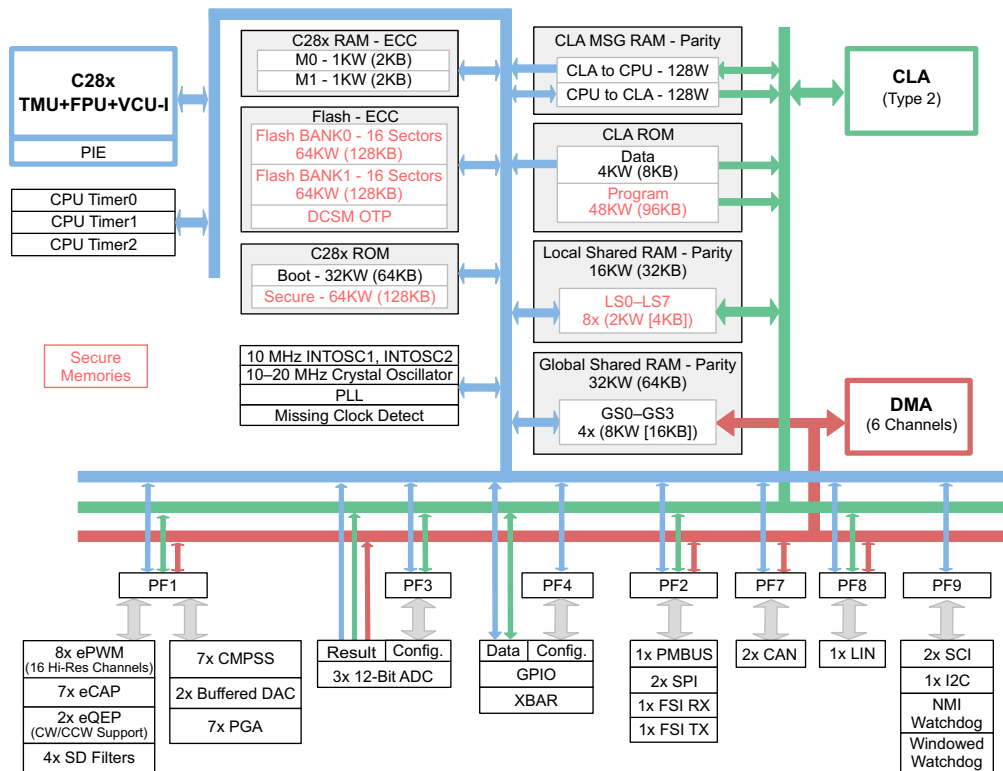 C28x
TMU+FPU+VCU-I
PIE
CPU Timer0
CPU Timer1
CPU Timer2
Secure
Memories
C28x RAM - ECC
M0 - 1KW (2KB)
M1 - 1KW (2KB)
Flash - ECC
Flash BANK0 - 16 Sectors
64KW (128KB)
Flash BANK1 - 16 Sectors
64KW (128KB)
DCSM OTP
C28x ROM
Boot - 32KW (64KB)
Secure - 64KW (128KB)
10 MHz INTOSC1, INTOSC2
10–20 MHz Crystal Oscillator
PLL
Missing Clock Detect
CLA MSG RAM - Parity
CLA to CPU - 128W
CPU to CLA - 128W
CLA ROM
Data
4KW (8KB)
Program
48KW (96KB)
Local Shared RAM - Parity
16KW (32KB)
LS0–LS7
8x (2KW [4KB])
Global Shared RAM - Parity
32KW (64KB)
GS0–GS3
4x (8KW [16KB])
CLA
(Type 2)
DMA
(6 Channels)
PF1
PF3
PF4
PF2
PF7
PF8
PF9
8x ePWM
(16 Hi-Res Channels)
7x eCAP
2x eQEP
(CW/CCW Support)
4x SD Filters
7x CMPSS
2x Buffered DAC
7x PGA
Result
Config.
3x 12-Bit ADC
Data
Config.
GPIO
XBAR
1x PMBUS
2x SPI
1x FSI RX
1x FSI TX
2x CAN
1x LIN
2x SCI
1x I2C
NMI
Watchdog
Windowed
Watchdog